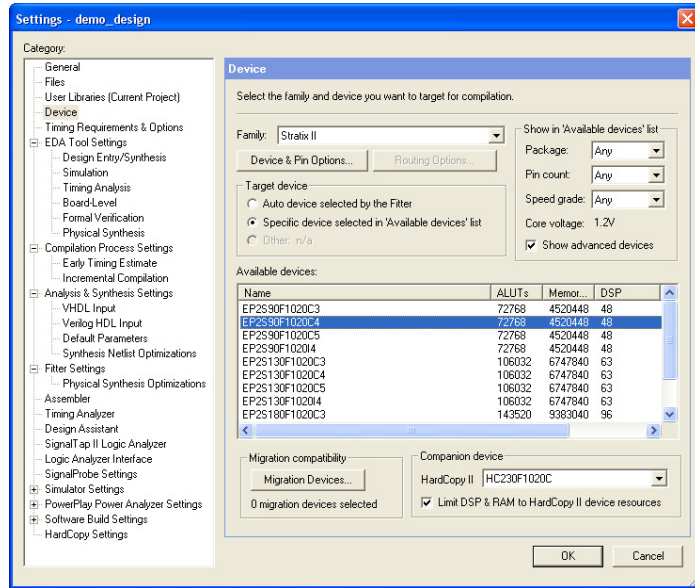 Settings - demo_design
Category:
General
Files
User Libraries (Current Project)
Device
Timing Requirements & Options
EDA Tool Settings
Design Entry/Synthesis
Simulation
Timing Analysis
Board-Level
Formal Verification
Physical Synthesis
Compilation Process Settings
Early Timing Estimate
Incremental Compilation
Analysis & Synthesis Settings
VHDL Input
Verilog HDL Input
Default Parameters
Synthesis Netlist Optimizations
Fitter Settings
Physical Synthesis Optimizations
Assembler
Timing Analyzer
Design Assistant
SignalTap II Logic Analyzer
Logic Analyzer Interface
SignalProbe Settings
Simulator Settings
PowerPlay Power Analyzer Settings
Software Build Settings
HardCopy Settings
Device
Select the family and device you want to target for compilation.
Family: Stratix II
Device & Pin Options... Routing Options...
Target device
Auto device selected by the Fitter
Specific device selected in 'Available devices' list
Other: n/a
Show in 'Available devices' list
Package: Any
Pin count: Any
Speed grade: Any
Core voltage: 1.2V
Show advanced devices
Available devices:
Name ALUTs Memor... DSP
EP2S90F1020C3 72768 4520448 48
EP2S90F1020C4 72768 4520448 48
EP2S90F1020C5 72768 4520448 48
EP2S90F1020I4 72768 4520448 48
EP2S130F1020C3 106032 6747840 63
EP2S130F1020C4 106032 6747840 63
EP2S130F1020C5 106032 6747840 63
EP2S130F1020I4 106032 6747840 63
EP2S180F1020C3 143520 9383040 96
Migration compatibility
Migration Devices...
0 migration devices selected
Companion device
HardCopy II HC230F1020C
Limit DSP & RAM to HardCopy II device resources
OK Cancel